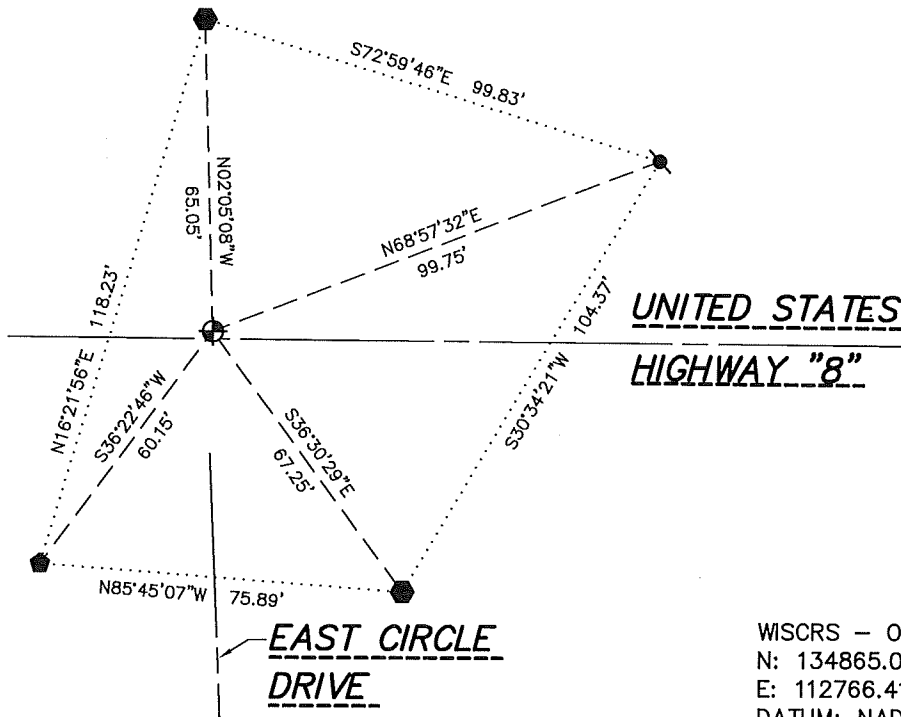 S72°59'46"E 99.83'
N02°05'08"W
65.05'
N68°57'32"E
99.75'
N16°21'56"E 118.23'
S36°22'46"W
60.15'
S36°30'29"E
67.25'
S30°34'21"W 104.37'
UNITED STATES
HIGHWAY "8"
N85°45'07"W 75.89'
EAST CIRCLE
DRIVE
WISCRS – O
N: 134865.0
E: 112766.41
DATUM: NAD